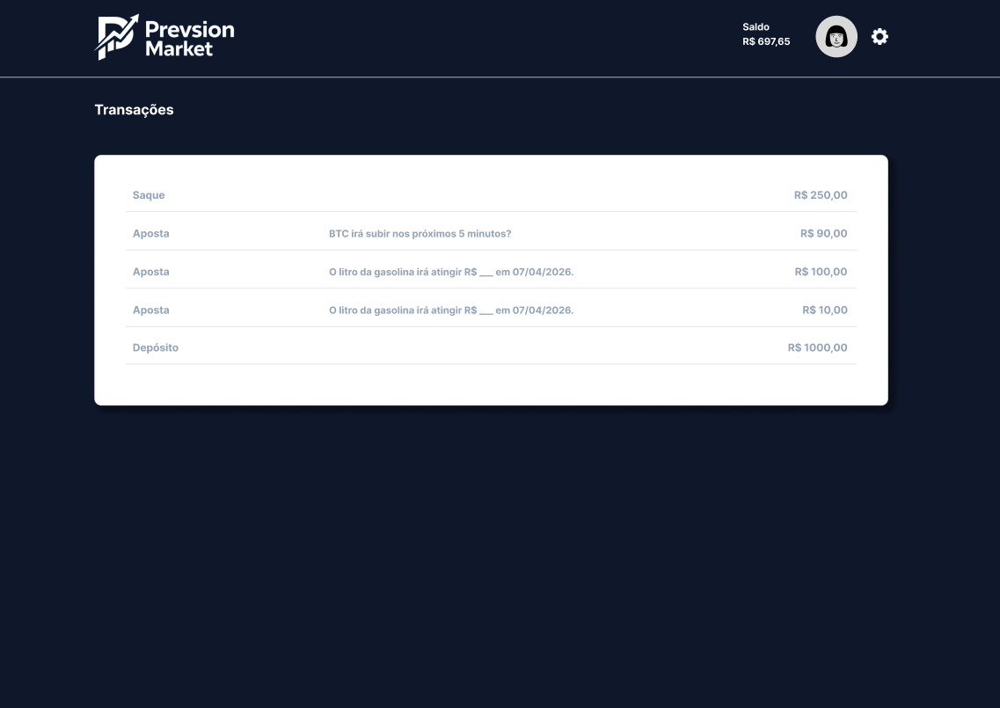 Prevsion
Market
Saldo
R$ 697,65
Transações
Saque R$ 250,00
Aposta BTC irá subir nos próximos 5 minutos? R$ 90,00
Aposta O litro da gasolina irá atingir R$ ___ em 07/04/2026. R$ 100,00
Aposta O litro da gasolina irá atingir R$ ___ em 07/04/2026. R$ 10,00
Depósito R$ 1000,00